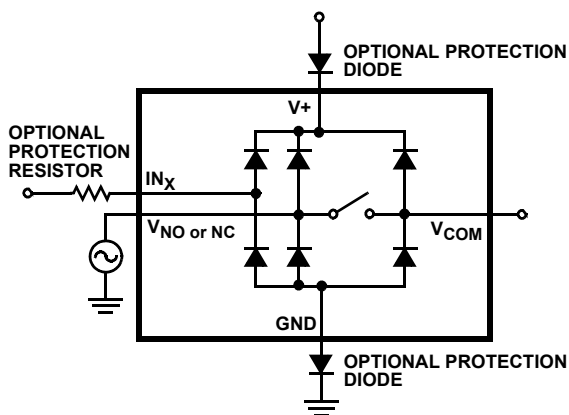 OPTIONAL PROTECTION
DIODE
V+
OPTIONAL
PROTECTION
RESISTOR
INX
VNO or NC
VCOM
GND
OPTIONAL PROTECTION
DIODE